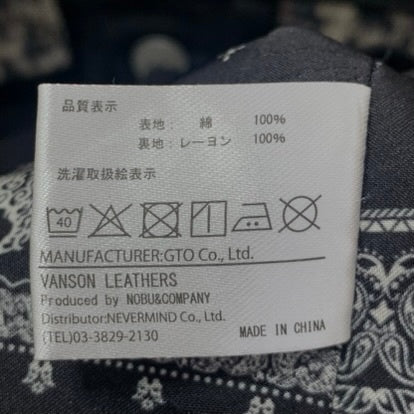 品質表示
表地： 綿 100%
裏地：レーヨン 100%
洗濯取扱絵表示
40
MANUFACTURER:GTO Co., Ltd.
VANSON LEATHERS
Produced by NOBU&COMPANY
Distributor:NEVERMIND Co., Ltd.
(TEL)03-3829-2130 MADE IN CHINA